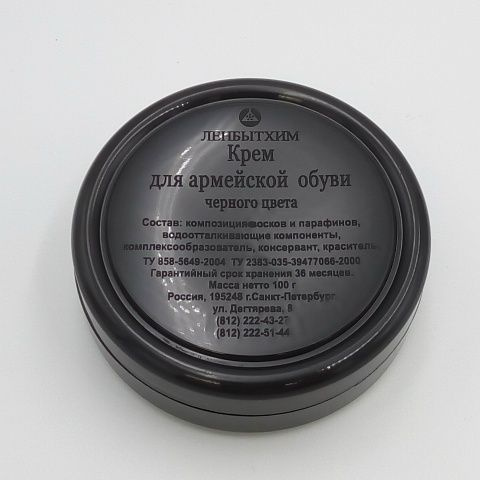 ЛЕНБЫТХИМ
Крем
для армейской обуви
черного цвета
Состав: композиция восков и парафинов,
водоотталкивающие компоненты,
комплексообразователь, консервант, краситель.
ТУ 858-5649-2004 ТУ 2383-035-39477066-2000
Гарантийный срок хранения 36 месяцев.
Масса нетто 100 г
Россия, 195248 г.Санкт-Петербург
ул. Дегтярева, 8
(812) 222-43-27
(812) 222-51-44